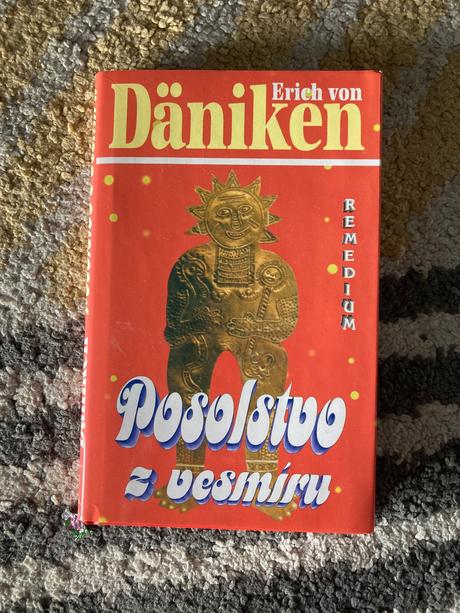 Erich von
Däniken
REMEDIUM
Posolstvo
z vesmíru